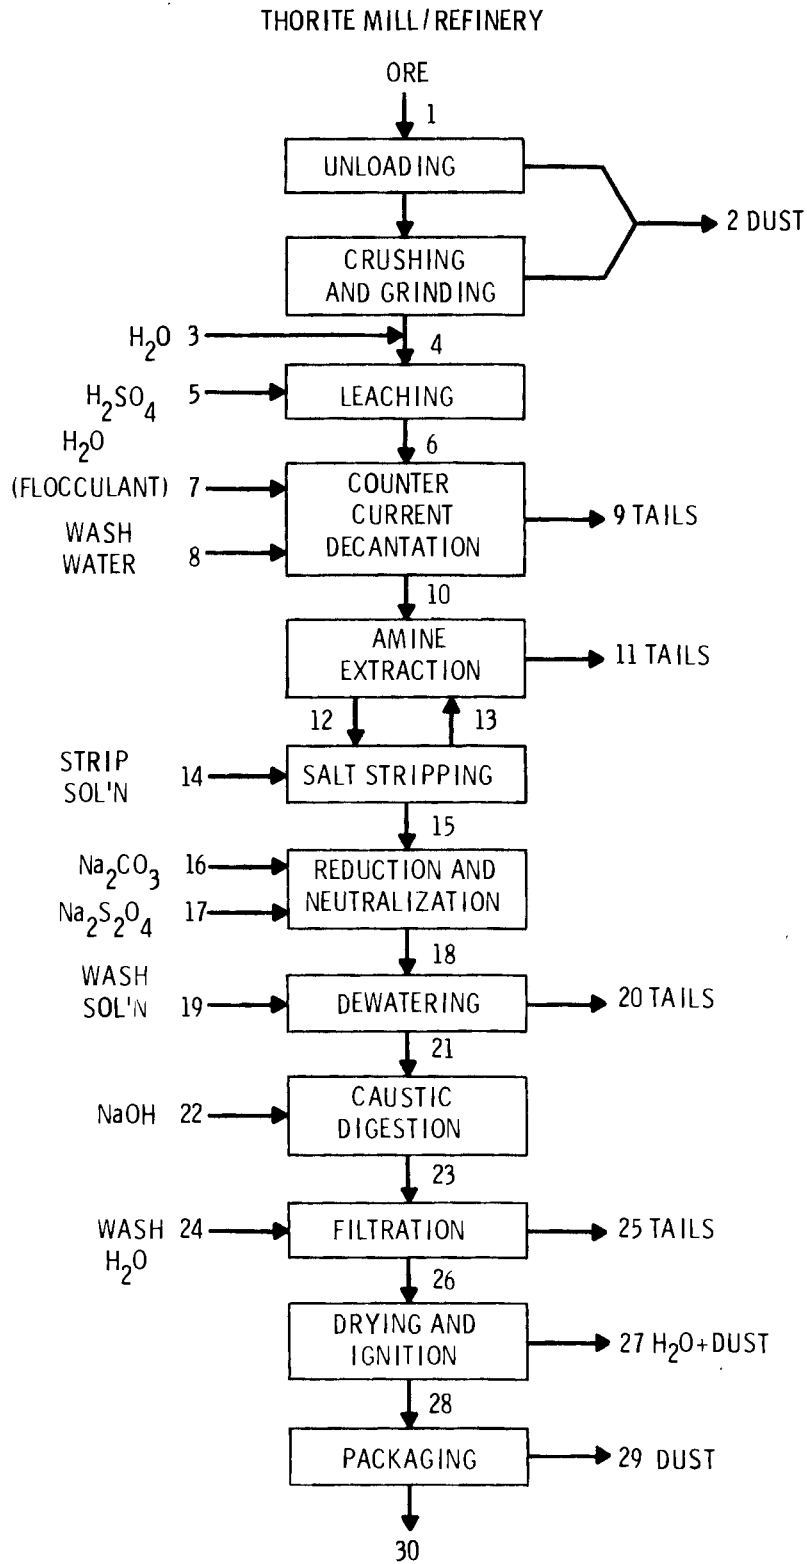 THORITE MILL/REFINERY
ORE
1
UNLOADING
2 DUST
CRUSHING
AND GRINDING
H2O 3
4
H2SO4
5
LEACHING
H2O
6
(FLOCCULANT) 7
COUNTER
CURRENT
DECANTATION
9 TAILS
WASH
WATER
8
10
AMINE
EXTRACTION
11 TAILS
12
13
STRIP
SOL'N
14
SALT STRIPPING
15
Na2CO3
16
REDUCTION AND
NEUTRALIZATION
Na2S2O4
17
18
WASH
SOL'N
19
DEWATERING
20 TAILS
21
NaOH 22
CAUSTIC
DIGESTION
23
WASH 24
H2O
FILTRATION
25 TAILS
26
DRYING AND
IGNITION
27 H2O+DUST
28
PACKAGING
29 DUST
30